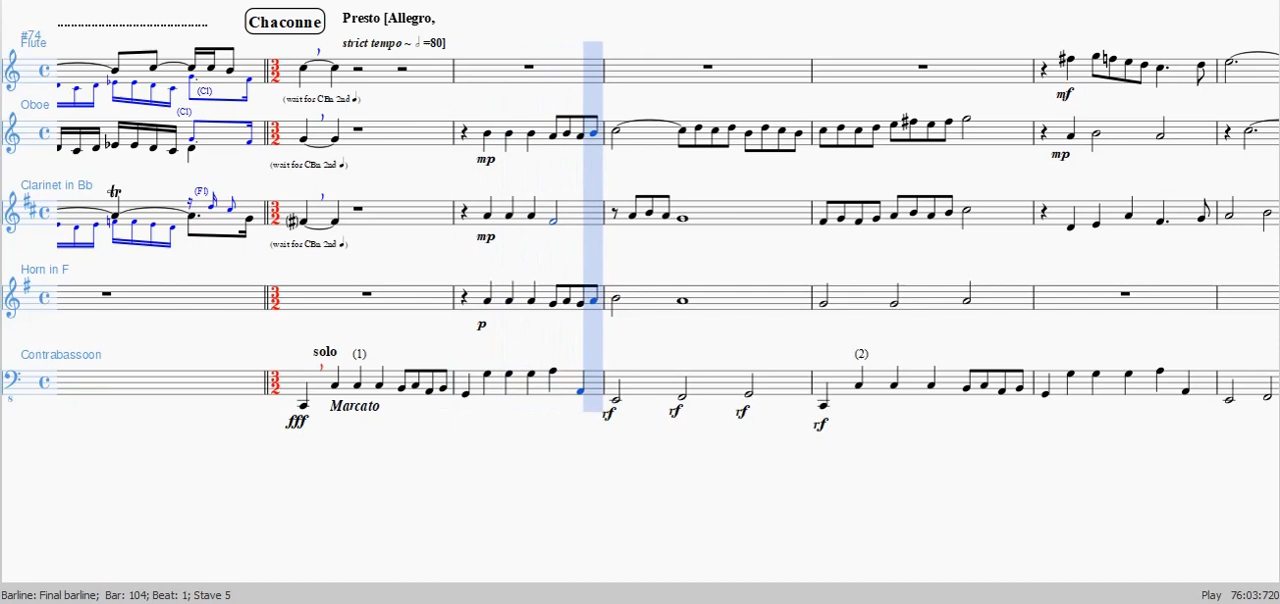 Chaconne
Presto [Allegro,
strict tempo ~ 𝅗𝅥 =80]
#74
Flute
(C1)
(wait for CBn 2nd ♩)
mf
Oboe
(C1)
(wait for CBn 2nd ♩)
mp
mp
Clarinet in Bb
tr
(F1)
(wait for CBn 2nd ♩)
mp
Horn in F
p
Contrabassoon
solo
(1)
(2)
Marcato
fff
rf
rf
rf
rf
Barline: Final barline; Bar: 104; Beat: 1; Stave 5
Play 76:03:720